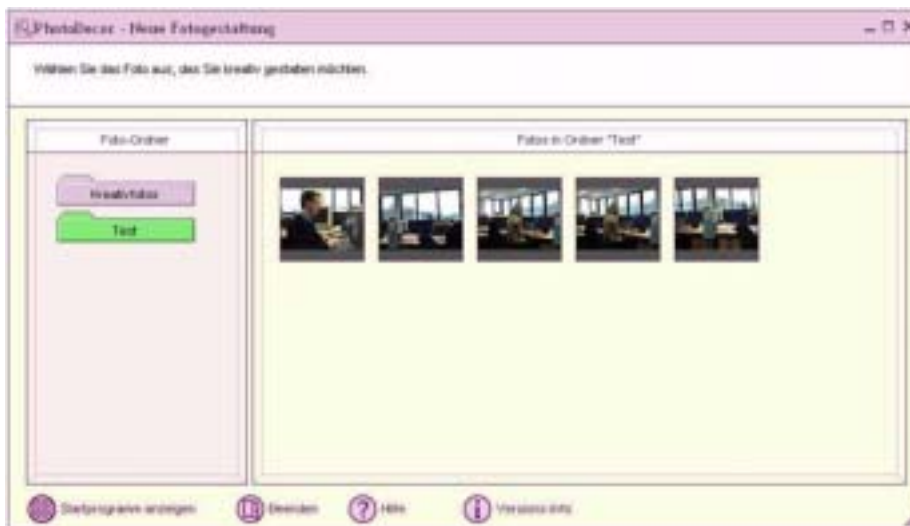 PhotoDecor - Neue Fotogestaltung
Wählen Sie das Foto aus, das Sie kreativ gestalten möchten.
Foto-Ordner
Fotos in Ordner "Test"
Kreativfotos
Test
Startprogramm anzeigen
Beenden
Hilfe
Versions-Info